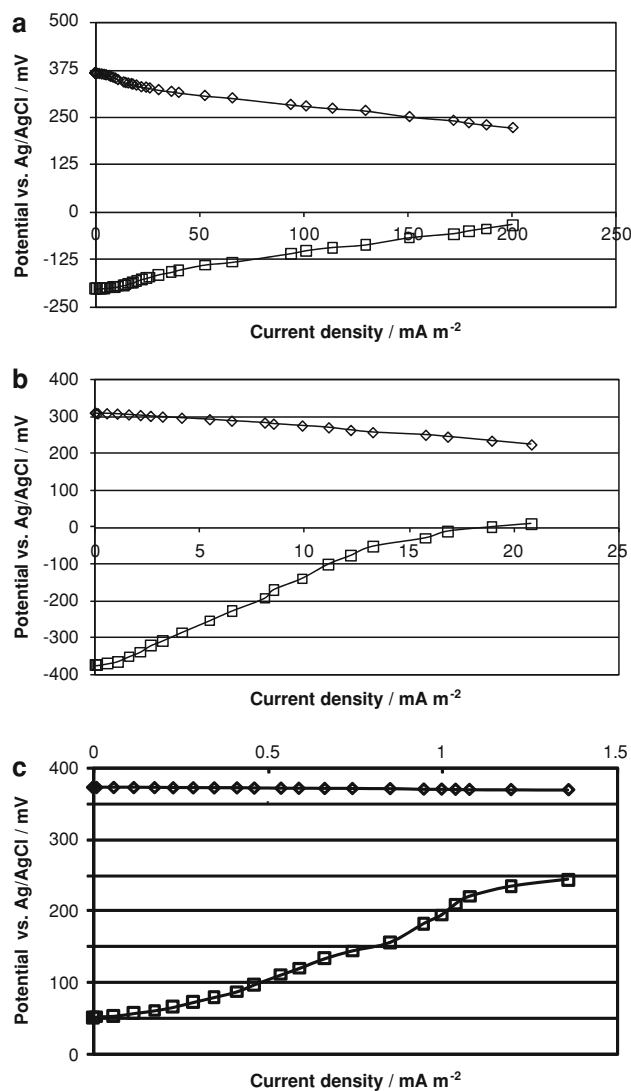 a
500
375
250
125
0
-125
-250
0 50 100 150 200 250
Potential vs. Ag/AgCl / mV
Current density / mA m-2
b
400
300
200
100
0
-100
-200
-300
-400
0 5 10 15 20 25
Potential vs. Ag/AgCl / mV
Current density / mA m-2
c
0 0.5 1 1.5
400
300
200
100
0
Potential vs. Ag/AgCl / mV
Current density / mA m-2